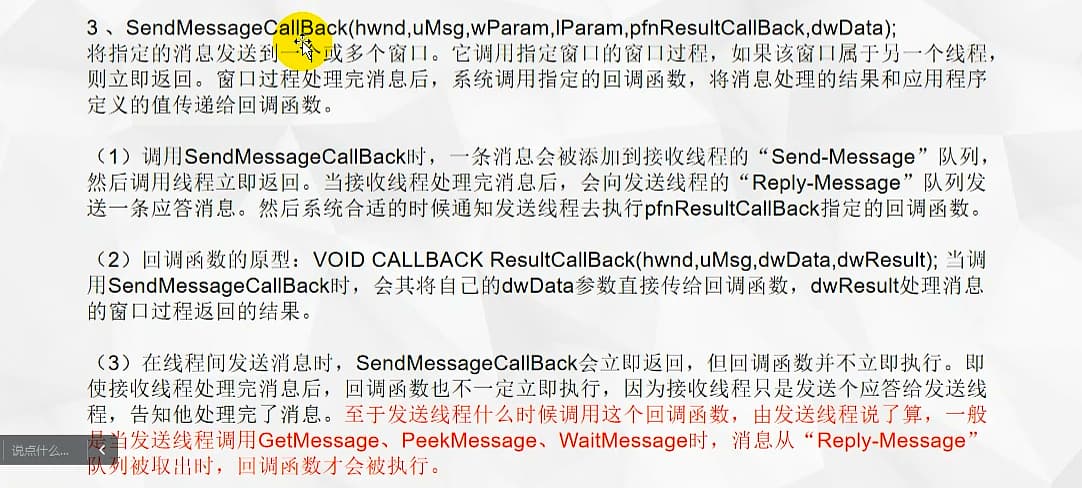 3 、SendMessageCallBack(hwnd,uMsg,wParam,lParam,pfnResultCallBack,dwData);
将指定的消息发送到一个或多个窗口。它调用指定窗口的窗口过程，如果该窗口属于另一个线程，
则立即返回。窗口过程处理完消息后，系统调用指定的回调函数，将消息处理的结果和应用程序
定义的值传递给回调函数。
（1）调用SendMessageCallBack时，一条消息会被添加到接收线程的“Send-Message”队列，
然后调用线程立即返回。当接收线程处理完消息后，会向发送线程的“Reply-Message”队列发
送一条应答消息。然后系统合适的时候通知发送线程去执行pfnResultCallBack指定的回调函数。
（2）回调函数的原型：VOID CALLBACK ResultCallBack(hwnd,uMsg,dwData,dwResult); 当调
用SendMessageCallBack时，会其将自己的dwData参数直接传给回调函数，dwResult处理消息
的窗口过程返回的结果。
（3）在线程间发送消息时，SendMessageCallBack会立即返回，但回调函数并不立即执行。即
使接收线程处理完消息后，回调函数也不一定立即执行，因为接收线程只是发送个应答给发送线
程，告知他处理完了消息。至于发送线程什么时候调用这个回调函数，由发送线程说了算，一般
是当发送线程调用GetMessage、PeekMessage、WaitMessage时，消息从“Reply-Message”
队列被取出时，回调函数才会被执行。
说点什么...